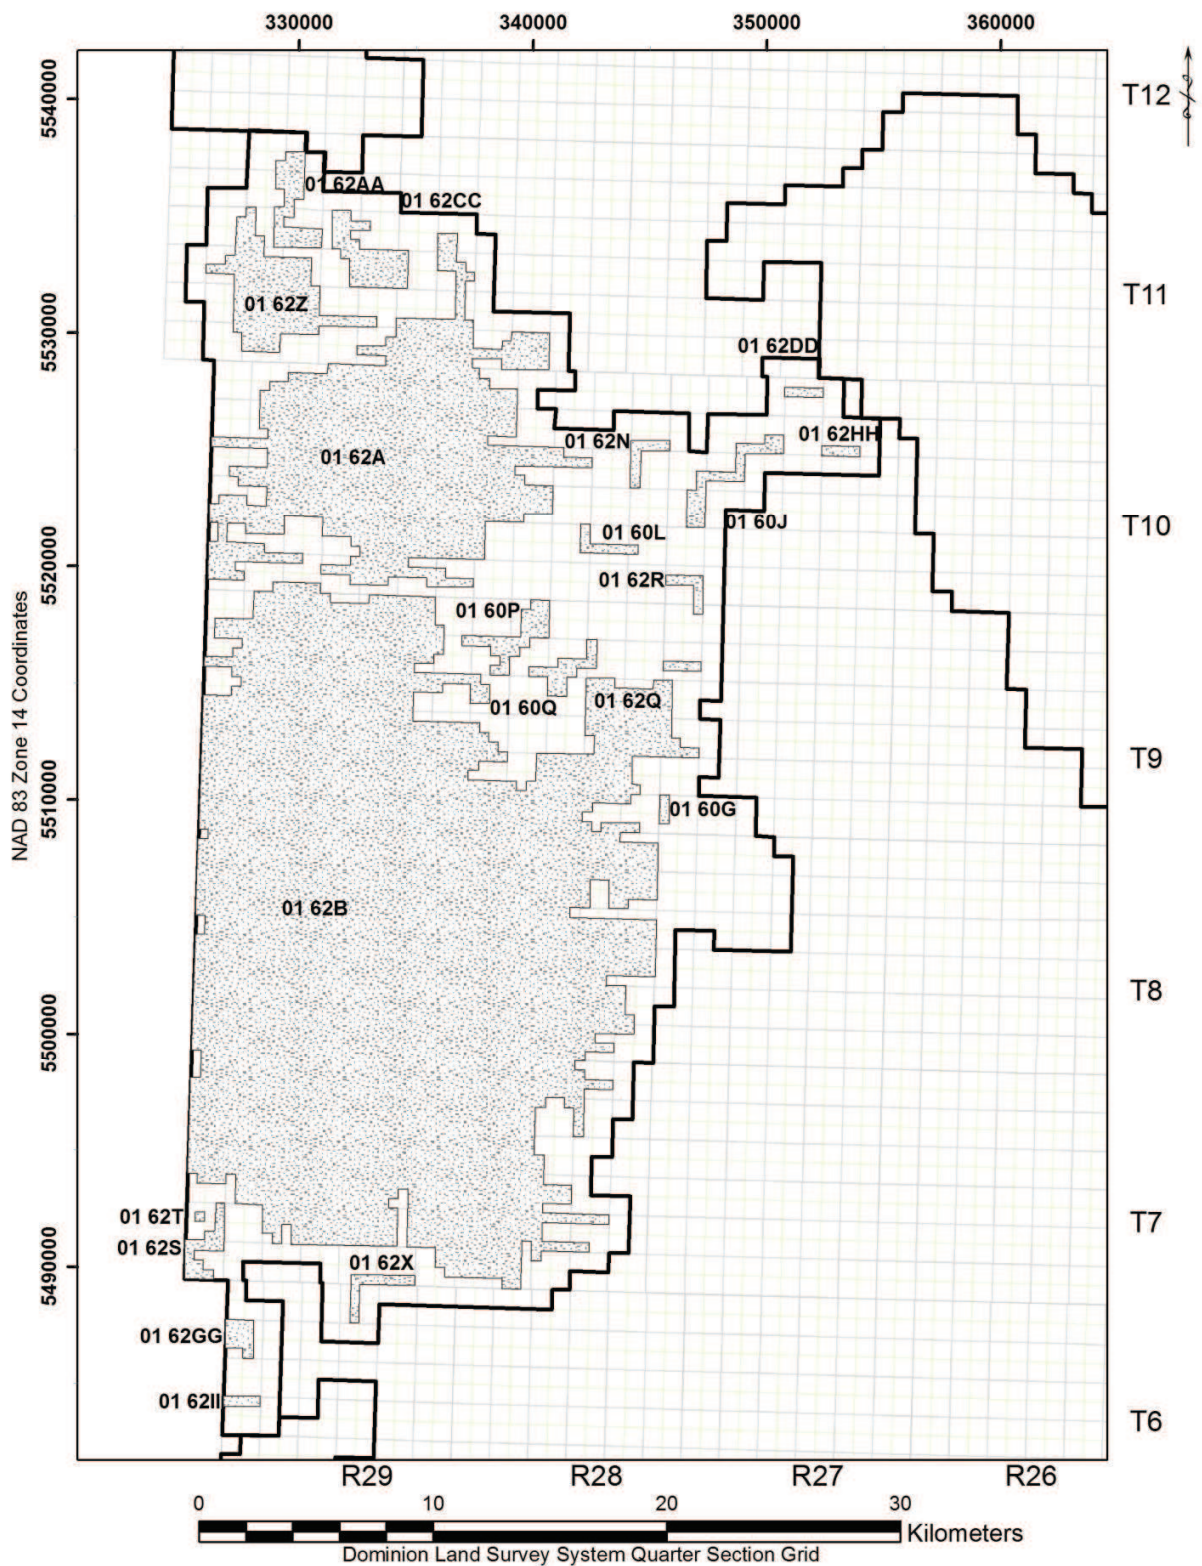 330000 340000 350000 360000
5540000
T12
01 62AA
01 62CC
T11
01 62Z
5530000
01 62DD
01 62HH
01 62N
01 62A
01 60J
T10
01 60L
5520000
01 62R
01 60P
01 62Q
01 60Q
NAD 83 Zone 14 Coordinates
T9
5510000
01 60G
01 62B
T8
5500000
01 62T
T7
01 62S
01 62X
5490000
01 62GG
01 62II
T6
R29 R28 R27 R26
0 10 20 30
Kilometers
Dominion Land Survey System Quarter Section Grid